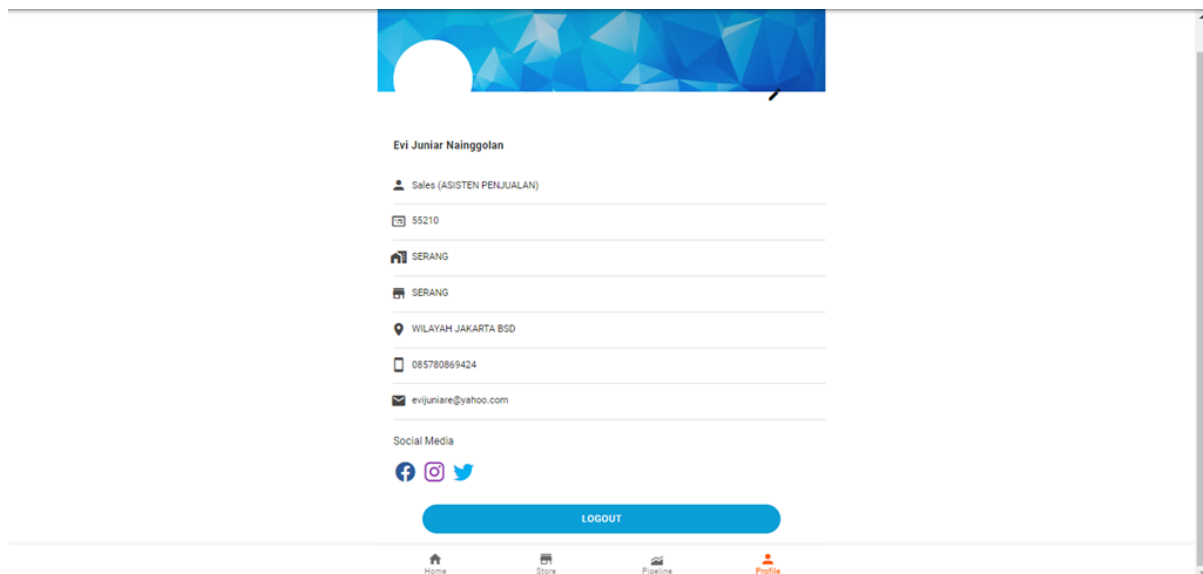 Evi Juniar Nainggolan
Sales (ASISTEN PENJUALAN)
55210
SERANG
SERANG
WILAYAH JAKARTA BSD
085780869424
evijuniare@yahoo.com
Social Media
LOGOUT
Home
Store
Pipeline
Profile